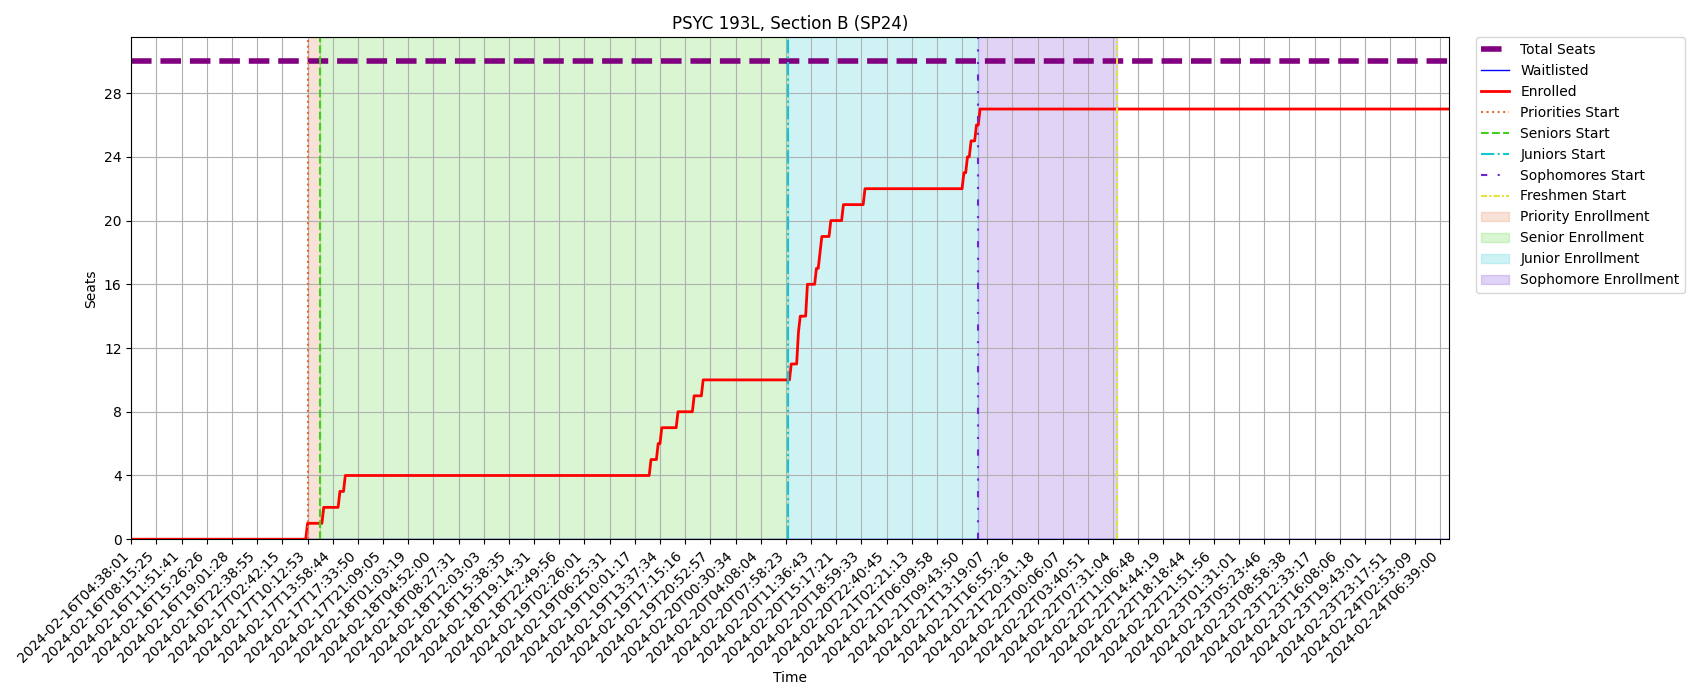 PSYC 193L, Section B (SP24)
Total Seats
Waitlisted
Enrolled
Priorities Start
Seniors Start
Juniors Start
Sophomores Start
Freshmen Start
Priority Enrollment
Senior Enrollment
Junior Enrollment
Sophomore Enrollment
Seats
28
24
20
16
12
8
4
0
2024-02-16T04:38:01
2024-02-16T08:15:25
2024-02-16T11:51:41
2024-02-16T15:26:26
2024-02-16T19:01:28
2024-02-16T22:38:55
2024-02-17T02:42:15
2024-02-17T10:12:53
2024-02-17T13:58:44
2024-02-17T17:33:50
2024-02-17T21:09:05
2024-02-18T01:03:19
2024-02-18T04:52:00
2024-02-18T08:27:31
2024-02-18T12:03:03
2024-02-18T15:38:35
2024-02-18T19:14:31
2024-02-18T22:49:56
2024-02-19T02:26:01
2024-02-19T06:25:31
2024-02-19T10:01:17
2024-02-19T13:37:34
2024-02-19T17:15:16
2024-02-19T20:52:57
2024-02-20T00:30:34
2024-02-20T04:08:04
2024-02-20T07:58:23
2024-02-20T11:36:43
2024-02-20T15:17:21
2024-02-20T18:59:33
2024-02-20T22:40:45
2024-02-21T02:21:13
2024-02-21T06:09:58
2024-02-21T09:43:50
2024-02-21T13:19:07
2024-02-21T16:55:26
2024-02-21T20:31:18
2024-02-22T00:06:07
2024-02-22T03:40:51
2024-02-22T07:31:04
2024-02-22T11:06:48
2024-02-22T14:44:19
2024-02-22T18:18:44
2024-02-22T21:51:56
2024-02-23T01:31:01
2024-02-23T05:23:46
2024-02-23T08:58:38
2024-02-23T12:33:17
2024-02-23T16:08:06
2024-02-23T19:43:01
2024-02-23T23:17:51
2024-02-24T02:53:09
2024-02-24T06:39:00
Time